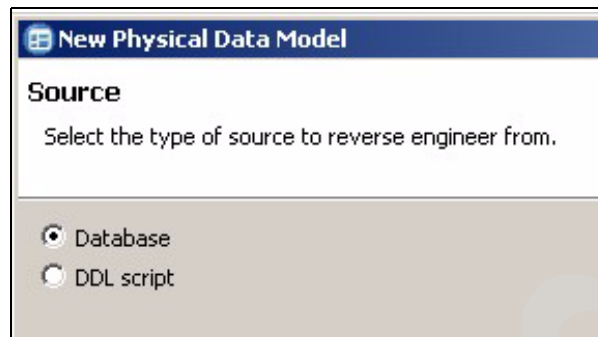 New Physical Data Model
Source
Select the type of source to reverse engineer from.
Database
DDL script